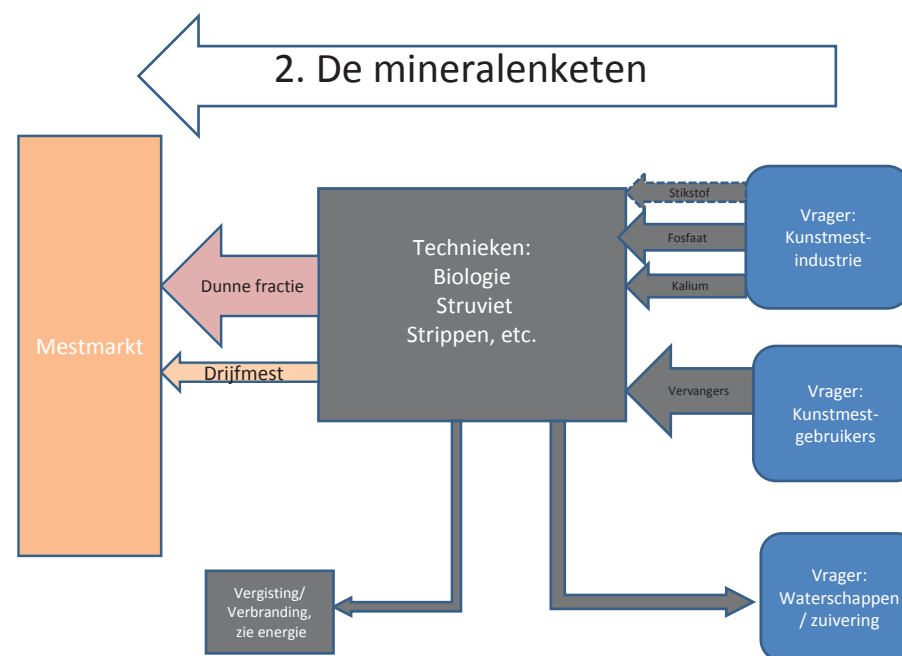 2. De mineralenketen
Mestmarkt
Dunne fractie
Drijfmest
Technieken:
Biologie
Struviet
Strippen, etc.
Stikstof
Fosfaat
Kalium
Vervangers
Vrager:
Kunstmest-
industrie
Vrager:
Kunstmest-
gebruikers
Vergisting/
Verbranding,
zie energie
Vrager:
Waterschappen
/ zuivering